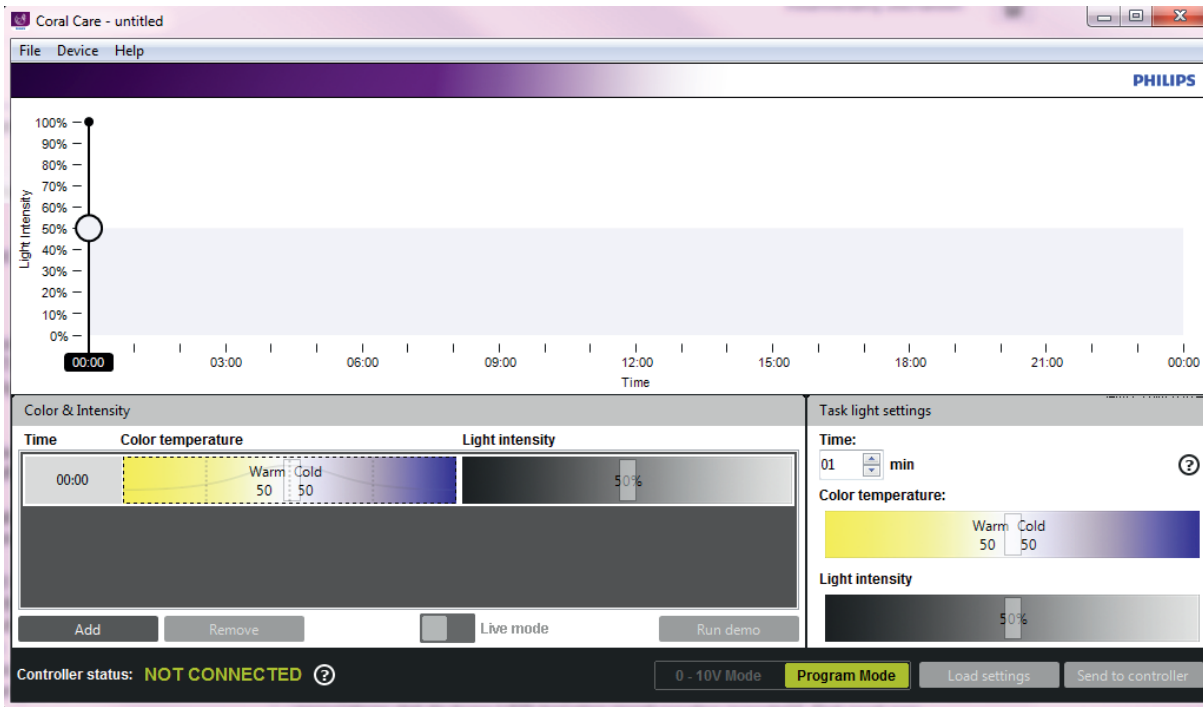 Coral Care - untitled
File Device Help
PHILIPS
100%
90%
80%
70%
60%
50%
40%
30%
20%
10%
0%
Light Intensity
00:00 03:00 06:00 09:00 12:00 15:00 18:00 21:00 00:00
Time
Color & Intensity
Time Color temperature Light intensity
00:00
Warm Cold
50 50
50%
Add Remove Live mode Run demo
Task light settings
Time:
01 min
?
Color temperature:
Warm Cold
50 50
Light intensity
50%
Controller status: NOT CONNECTED ? 0 - 10V Mode Program Mode Load settings Send to controller